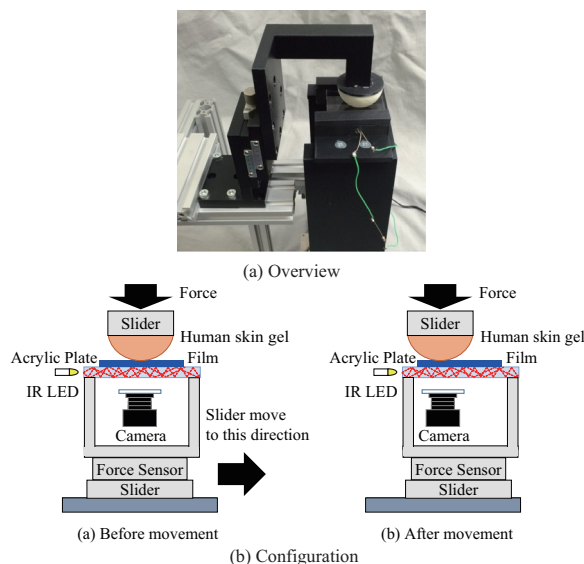 (a) Overview
Force
Slider
Human skin gel
Acrylic Plate
Film
IR LED
Camera
Slider move
to this direction
Force Sensor
Slider
(a) Before movement
Force
Slider
Human skin gel
Acrylic Plate
Film
IR LED
Camera
Force Sensor
Slider
(b) After movement
(b) Configuration